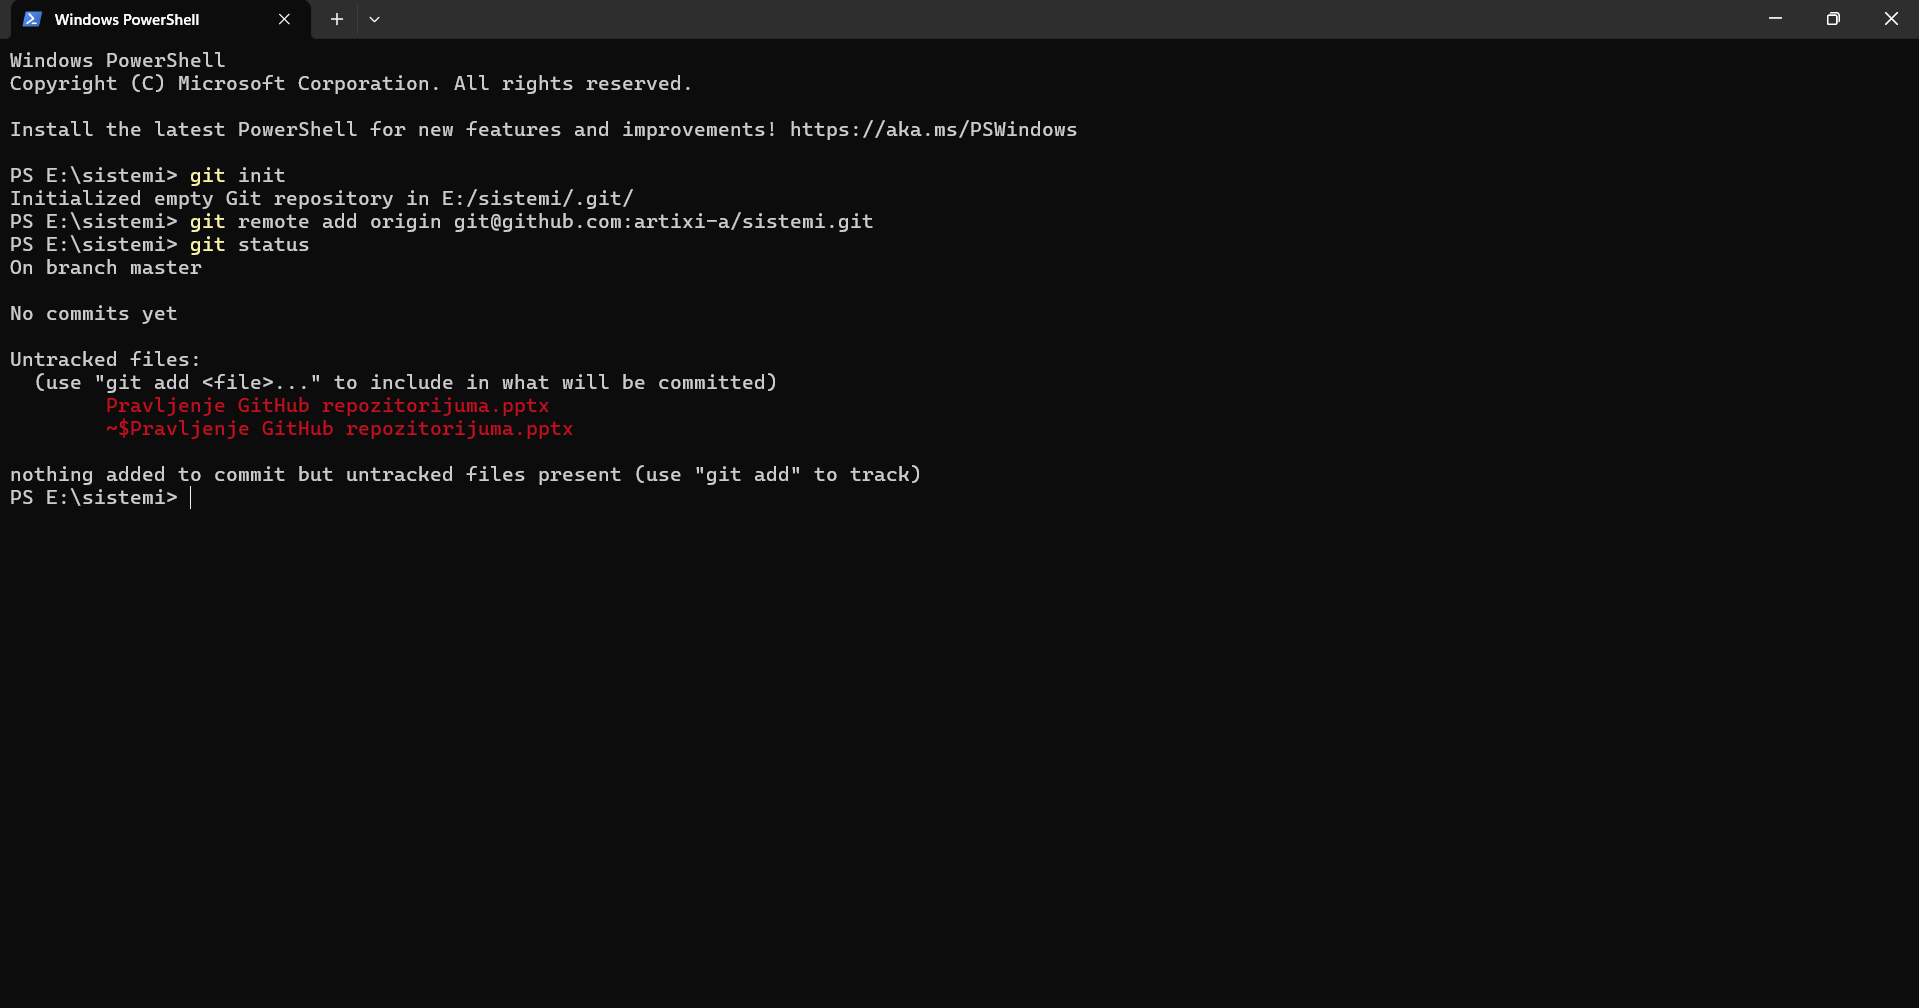 Windows PowerShell
Windows PowerShell
Copyright (C) Microsoft Corporation. All rights reserved.
Install the latest PowerShell for new features and improvements! https://aka.ms/PSWindows
PS E:\sistemi> git init
Initialized empty Git repository in E:/sistemi/.git/
PS E:\sistemi> git remote add origin git@github.com:artixi-a/sistemi.git
PS E:\sistemi> git status
On branch master
No commits yet
Untracked files:
  (use "git add <file>..." to include in what will be committed)
        Pravljenje GitHub repozitorijuma.pptx
        ~$Pravljenje GitHub repozitorijuma.pptx
nothing added to commit but untracked files present (use "git add" to track)
PS E:\sistemi>